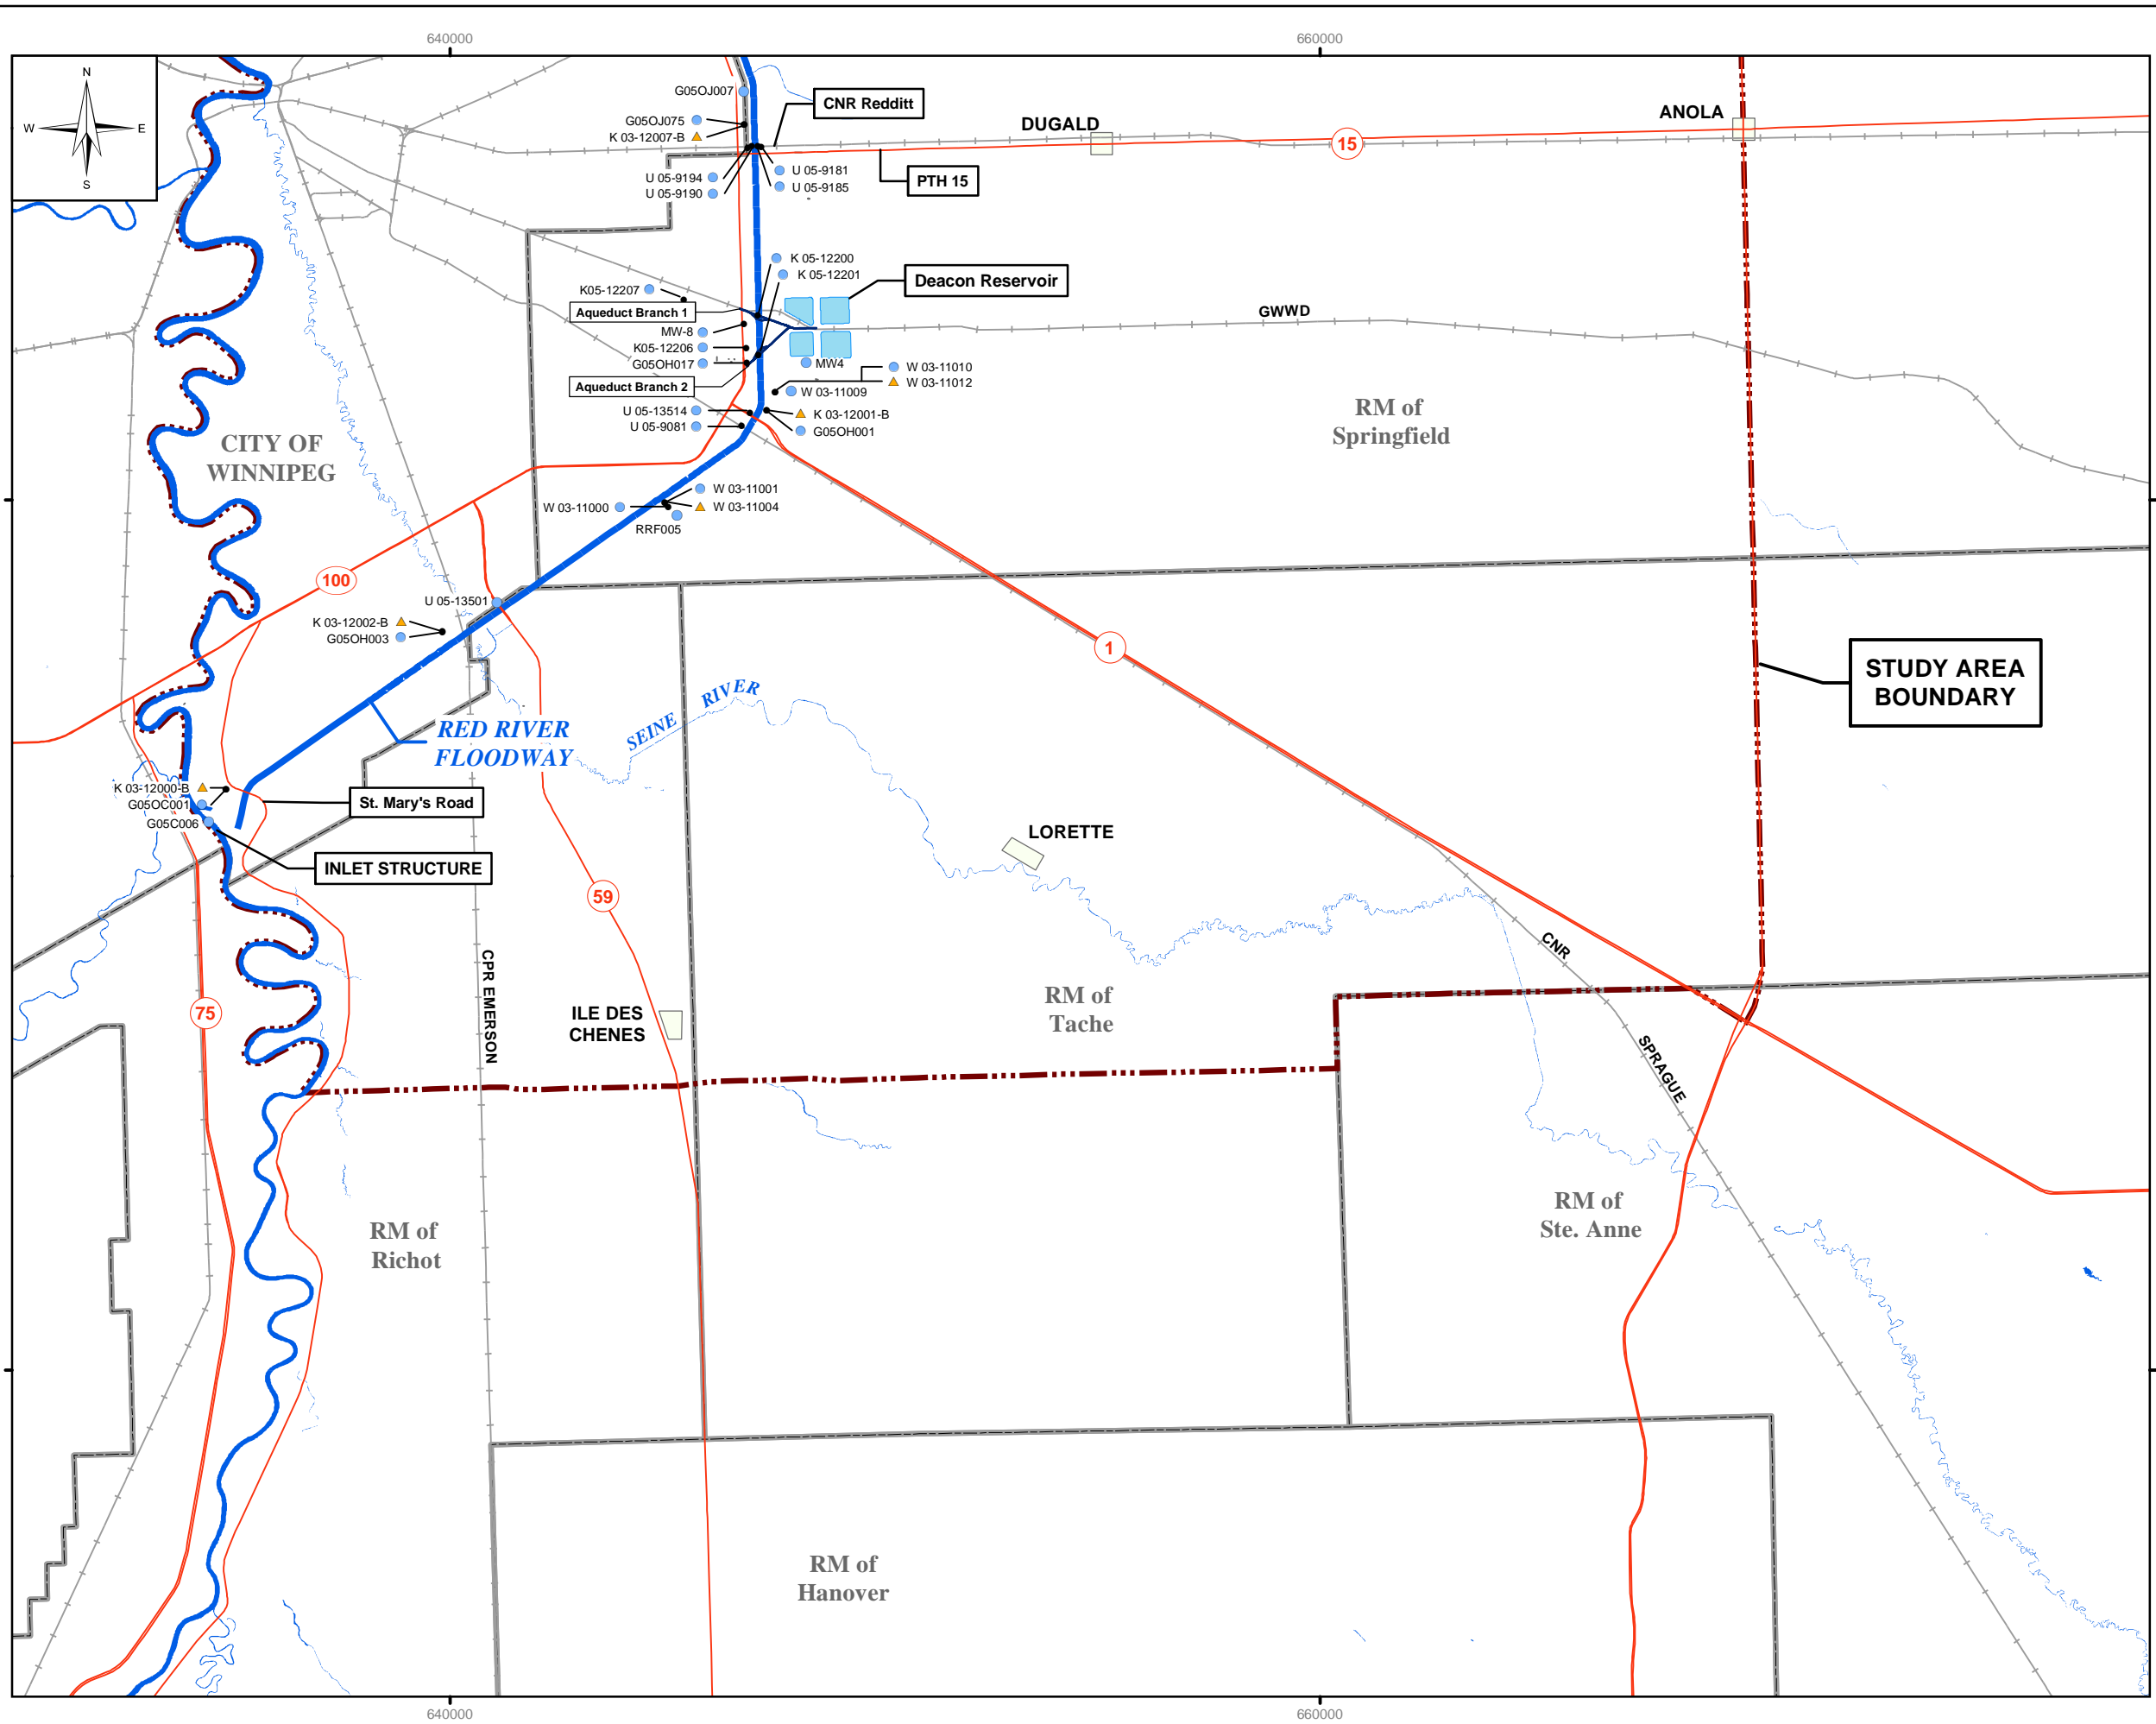 640000
660000
N
W
E
S
G05OJ007
CNR Redditt
G05OJ075
K 03-12007-B
DUGALD
ANOLA
15
U 05-9194
U 05-9190
U 05-9181
U 05-9185
PTH 15
K 05-12200
K 05-12201
Deacon Reservoir
K05-12207
Aqueduct Branch 1
GWWD
MW-8
K05-12206
G05OH017
MW4
W 03-11010
W 03-11012
Aqueduct Branch 2
W 03-11009
U 05-13514
U 05-9081
K 03-12001-B
G05OH001
RM of
Springfield
CITY OF
WINNIPEG
W 03-11001
W 03-11000
W 03-11004
RRF005
100
U 05-13501
K 03-12002-B
G05OH003
1
STUDY AREA
BOUNDARY
SEINE RIVER
RED RIVER
FLOODWAY
K 03-12000-B
G05OC001
G05C006
St. Mary's Road
INLET STRUCTURE
LORETTE
59
CNR
CPR EMERSON
75
ILE DES
CHENES
RM of
Tache
SPRAGUE
RM of
Richot
RM of
Ste. Anne
RM of
Hanover
640000
660000